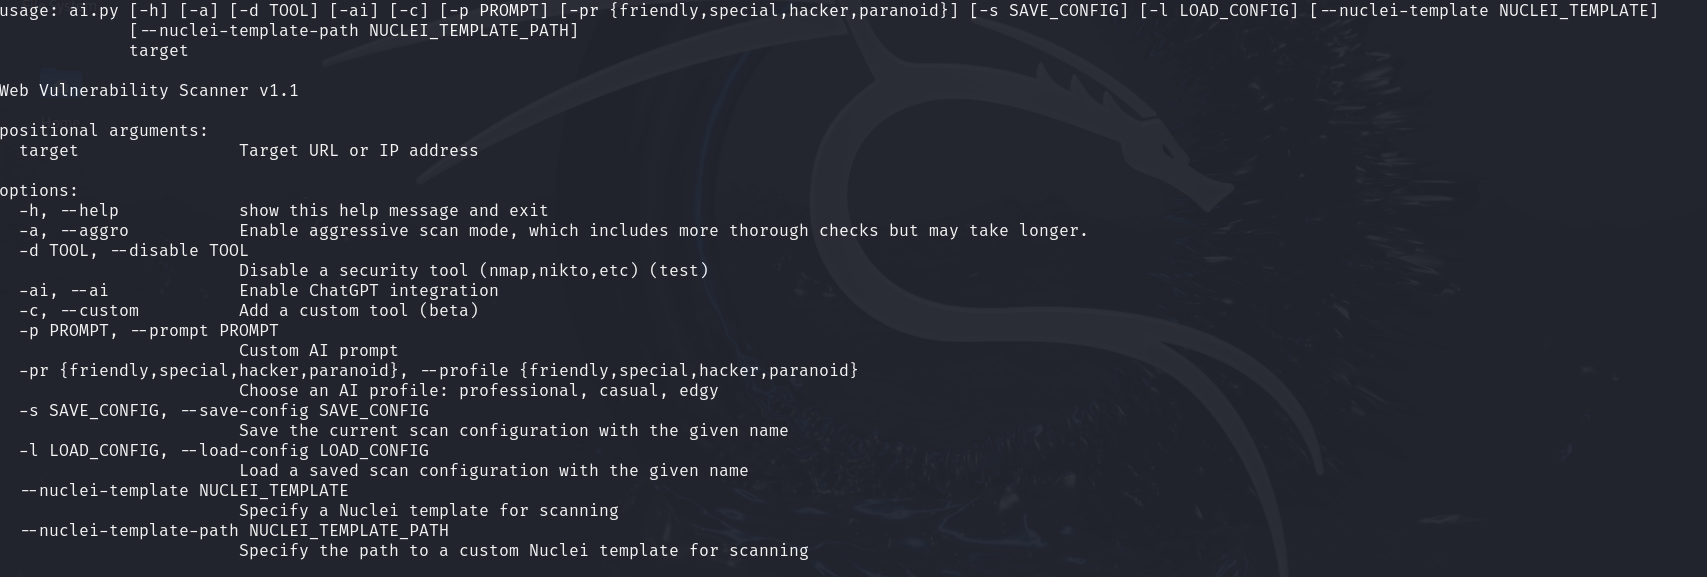 usage: ai.py [-h] [-a] [-d TOOL] [-ai] [-c] [-p PROMPT] [-pr {friendly,special,hacker,paranoid}] [-s SAVE_CONFIG] [-l LOAD_CONFIG] [--nuclei-template NUCLEI_TEMPLATE]
[--nuclei-template-path NUCLEI_TEMPLATE_PATH]
target
Web Vulnerability Scanner v1.1
positional arguments:
target Target URL or IP address
options:
-h, --help show this help message and exit
-a, --aggro Enable aggressive scan mode, which includes more thorough checks but may take longer.
-d TOOL, --disable TOOL
Disable a security tool (nmap,nikto,etc) (test)
-ai, --ai Enable ChatGPT integration
-c, --custom Add a custom tool (beta)
-p PROMPT, --prompt PROMPT
Custom AI prompt
-pr {friendly,special,hacker,paranoid}, --profile {friendly,special,hacker,paranoid}
Choose an AI profile: professional, casual, edgy
-s SAVE_CONFIG, --save-config SAVE_CONFIG
Save the current scan configuration with the given name
-l LOAD_CONFIG, --load-config LOAD_CONFIG
Load a saved scan configuration with the given name
--nuclei-template NUCLEI_TEMPLATE
Specify a Nuclei template for scanning
--nuclei-template-path NUCLEI_TEMPLATE_PATH
Specify the path to a custom Nuclei template for scanning